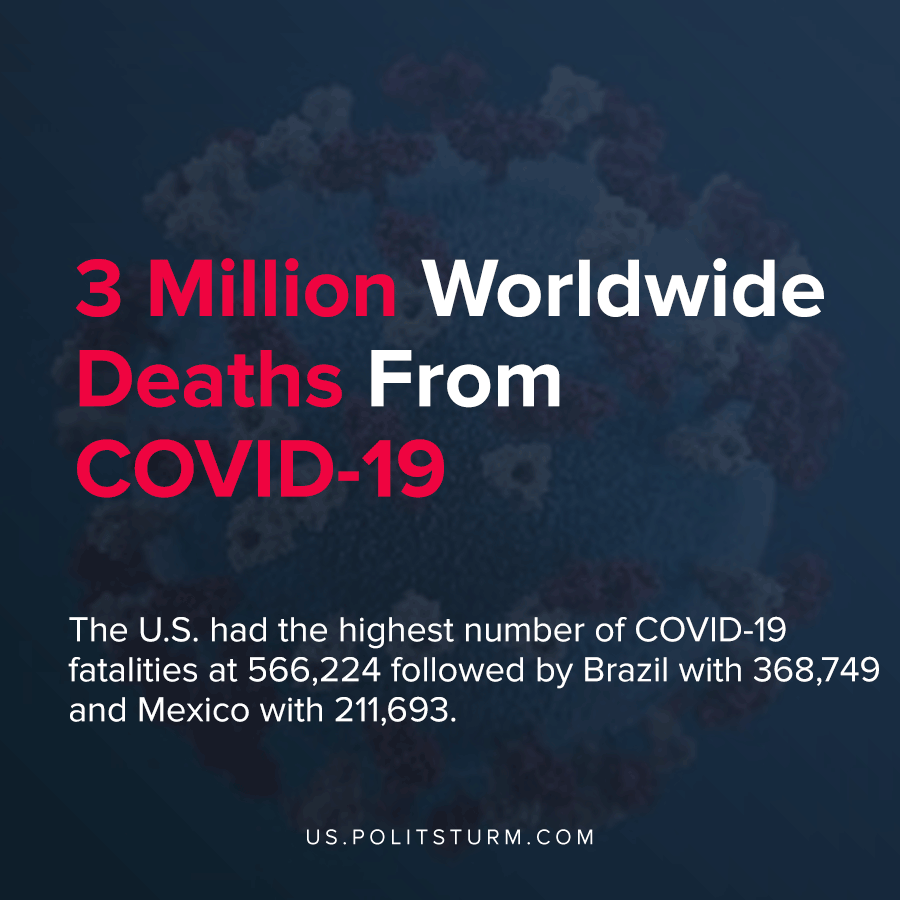 3 Million Worldwide
Deaths From
COVID-19
The U.S. had the highest number of COVID-19
fatalities at 566,224 followed by Brazil with 368,749
and Mexico with 211,693.
US.POLITSTURM.COM